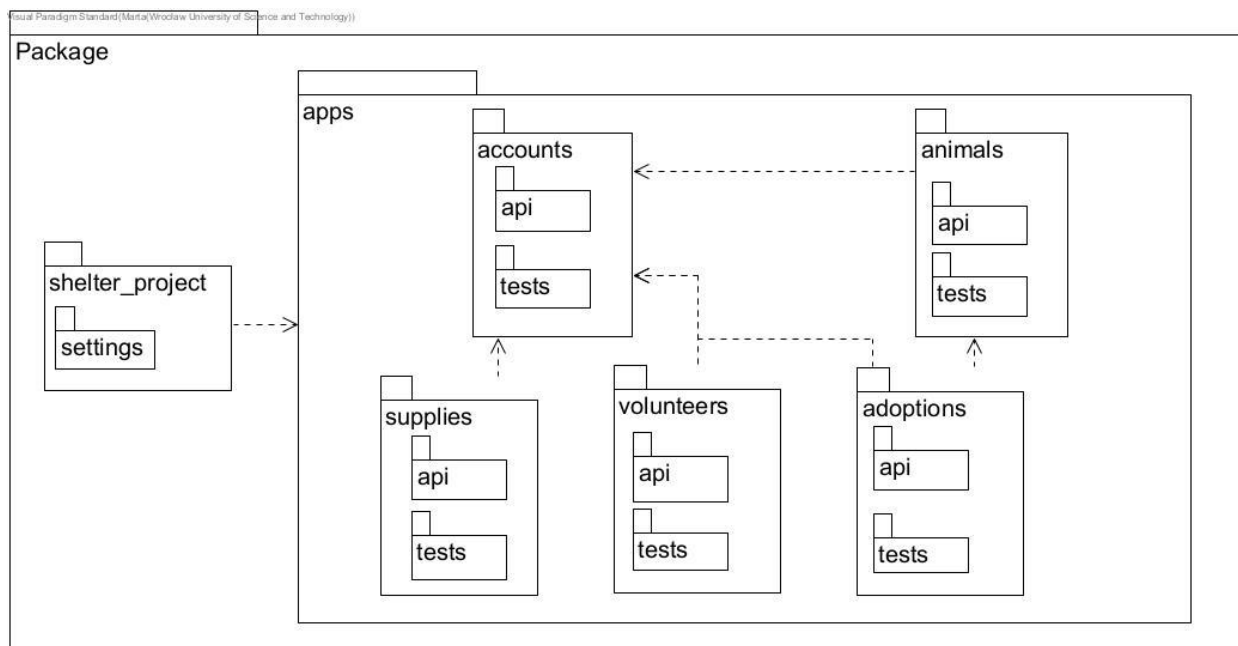 Visual Paradigm Standard(Marta(Wrocław University of Science and Technology))
Package
apps
accounts
api
tests
animals
api
tests
shelter_project
settings
supplies
api
tests
volunteers
api
tests
adoptions
api
tests